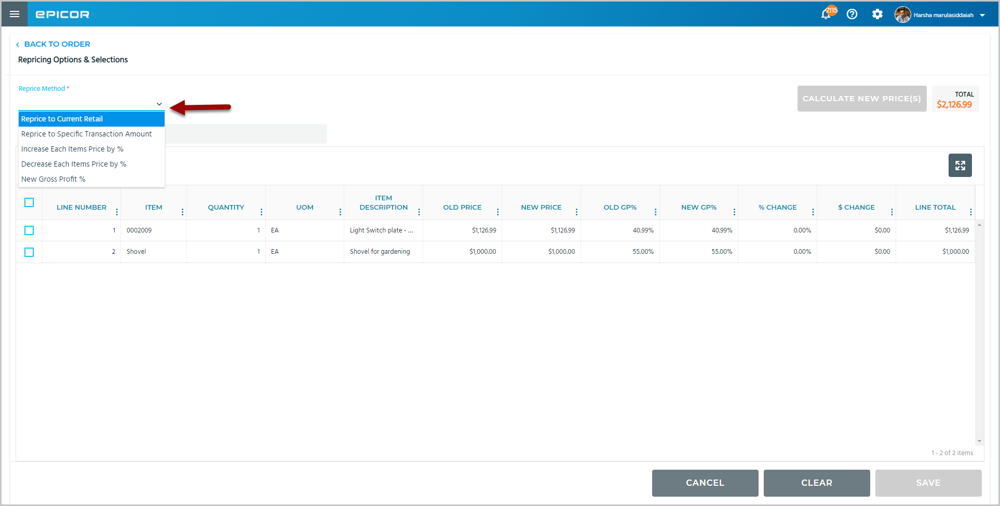 EPICOR
2115
Harsha marulasiddaiah
BACK TO ORDER
Repricing Options & Selections
Reprice Method *
CALCULATE NEW PRICE(S)
TOTAL
$2,126.99
Reprice to Current Retail
Reprice to Specific Transaction Amount
Increase Each Items Price by %
Decrease Each Items Price by %
New Gross Profit %
LINE NUMBER ITEM QUANTITY UOM ITEM DESCRIPTION OLD PRICE NEW PRICE OLD GP% NEW GP% % CHANGE $ CHANGE LINE TOTAL
1 0002009 1 EA Light Switch plate - ... $1,126.99 $1,126.99 40.99% 40.99% 0.00% $0.00 $1,126.99
2 Shovel 1 EA Shovel for gardening $1,000.00 $1,000.00 55.00% 55.00% 0.00% $0.00 $1,000.00
1 - 2 of 2 items
CANCEL CLEAR SAVE